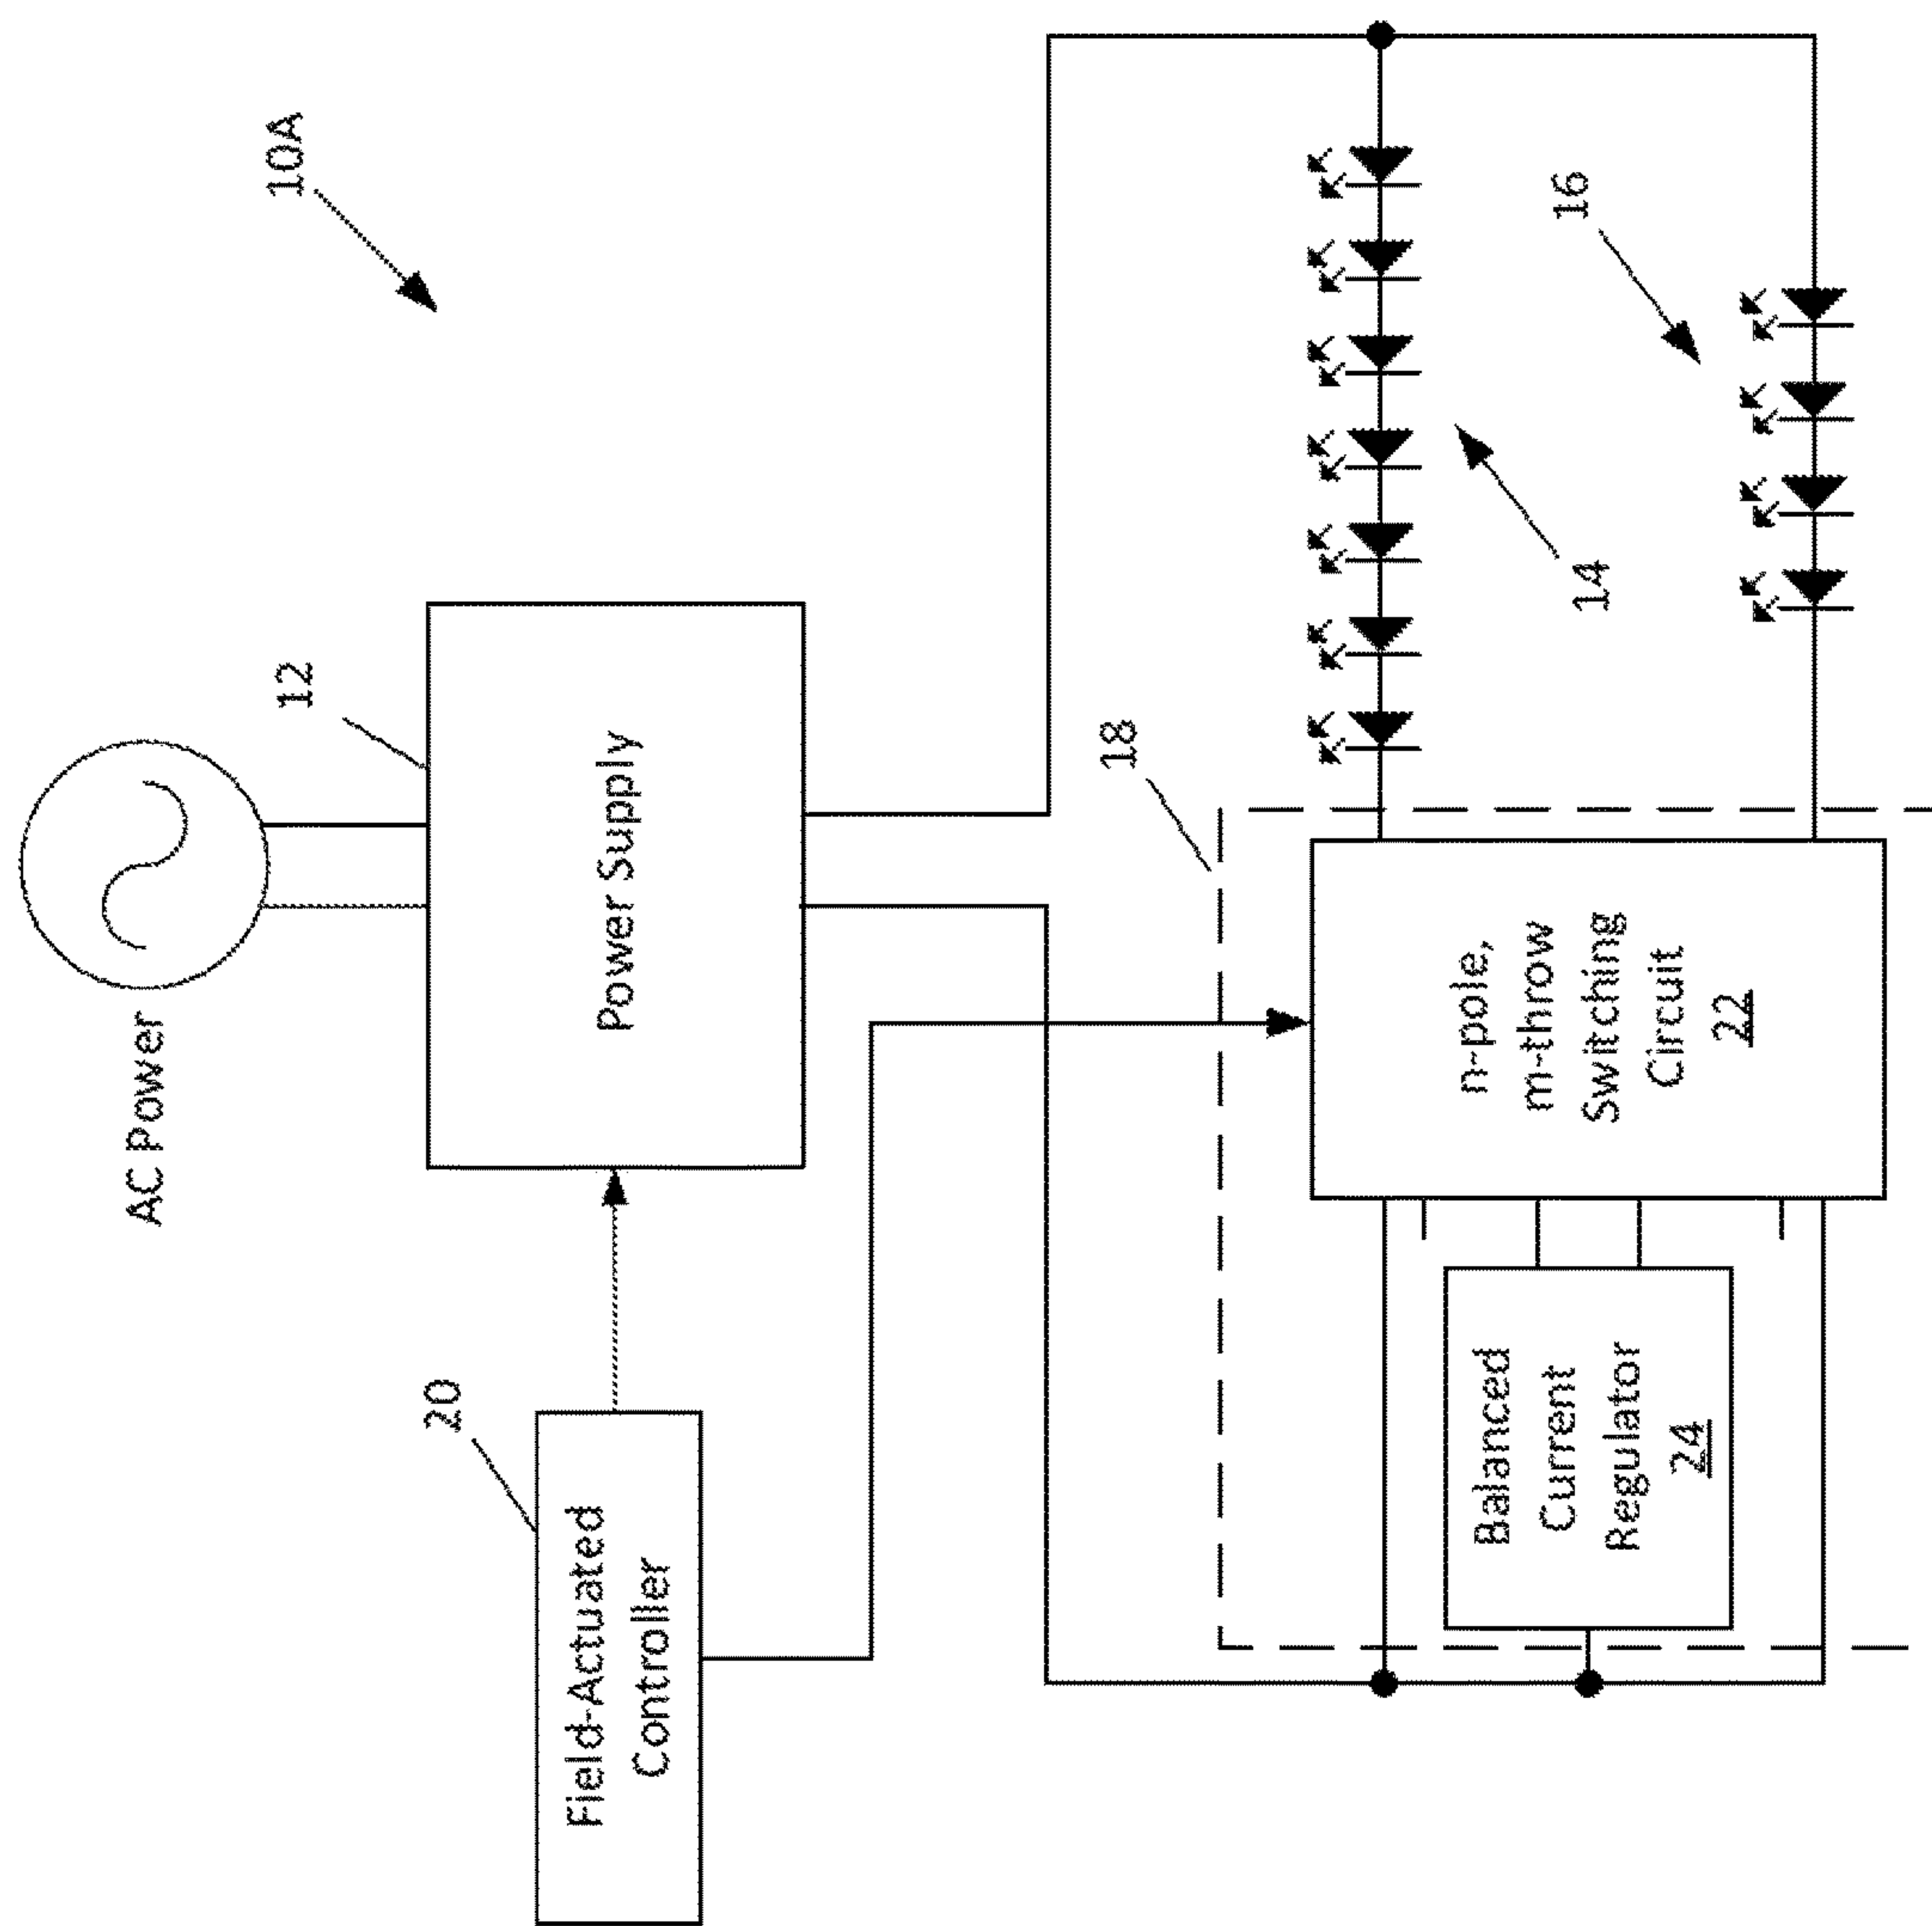 10A
AC Power
12
Power Supply
20
Field-Actuated
Controller
18
14
16
n-pole,
m-throw
Switching
Circuit
22
Balanced
Current
Regulator
24